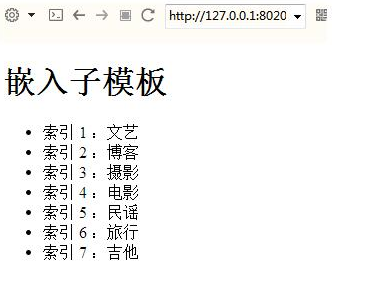 http://127.0.0.1:8020
嵌入子模板
索引 1 ：文艺
索引 2 ：博客
索引 3 ：摄影
索引 4 ：电影
索引 5 ：民谣
索引 6 ：旅行
索引 7 ：吉他